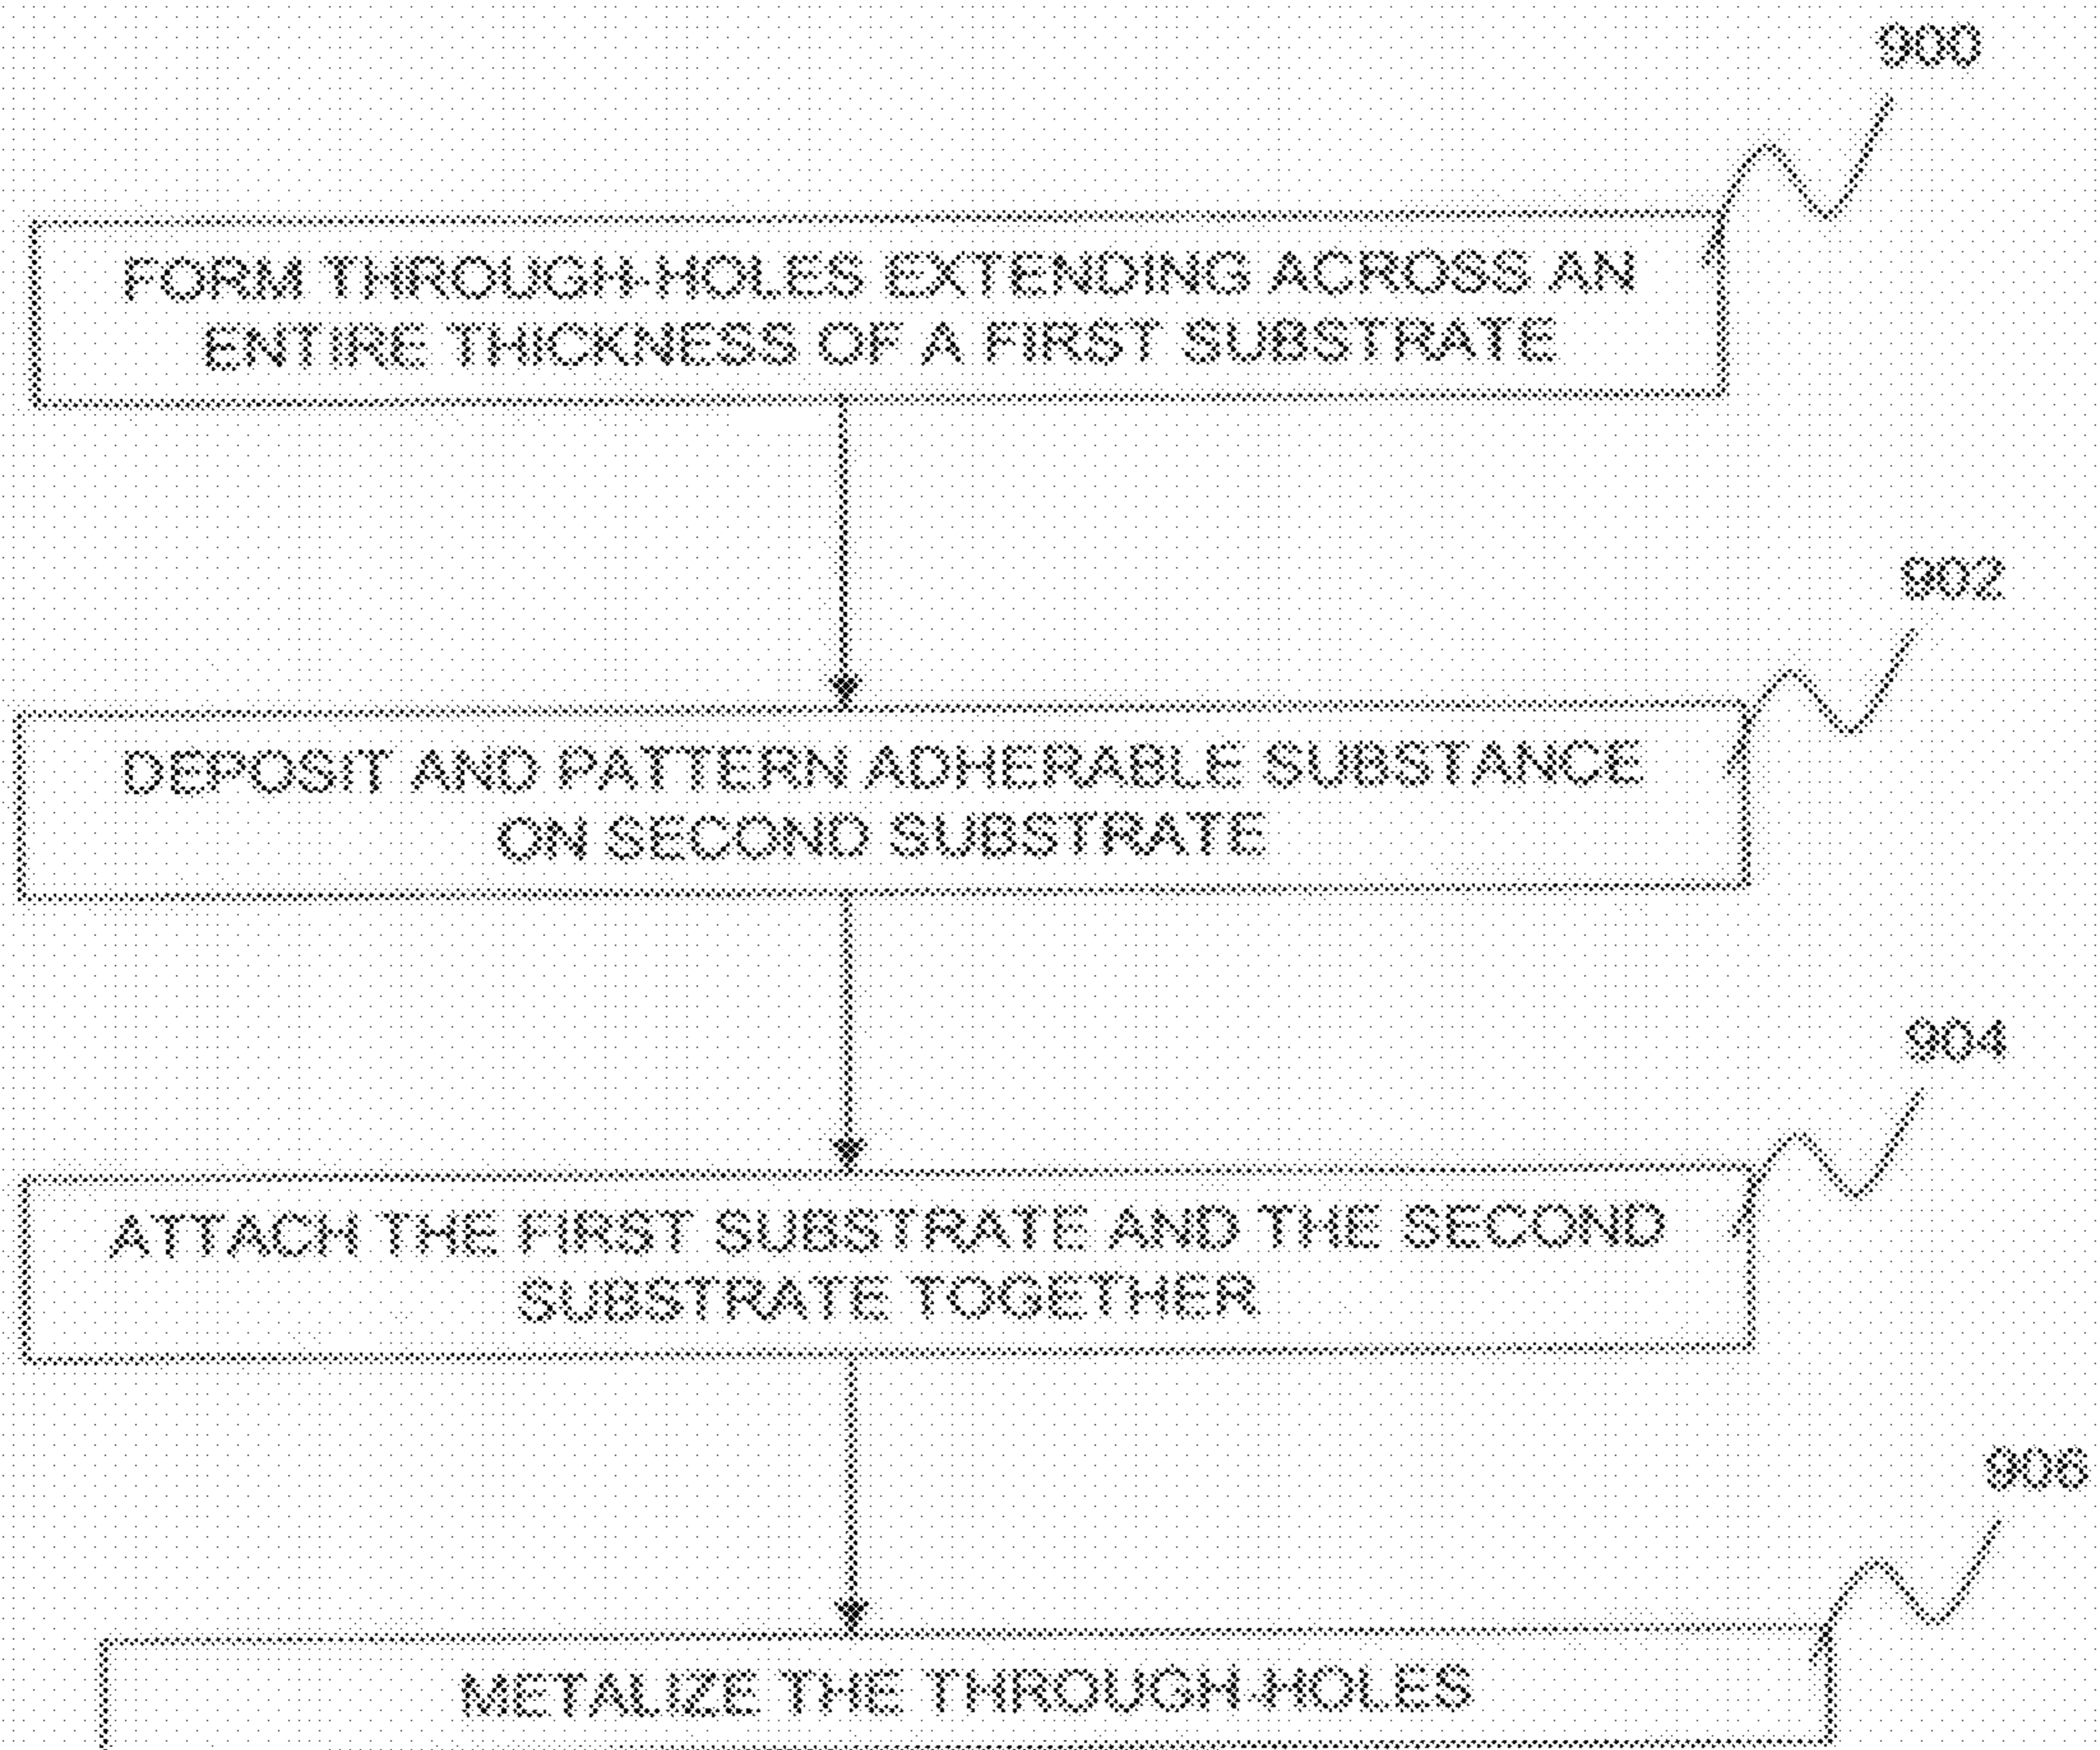 900
FORM THROUGH-HOLES EXTENDING ACROSS AN
ENTIRE THICKNESS OF A FIRST SUBSTRATE
902
DEPOSIT AND PATTERN ADHERABLE SUBSTANCE
ON SECOND SUBSTRATE
904
ATTACH THE FIRST SUBSTRATE AND THE SECOND
SUBSTRATE TOGETHER
906
METALIZE THE THROUGH-HOLES